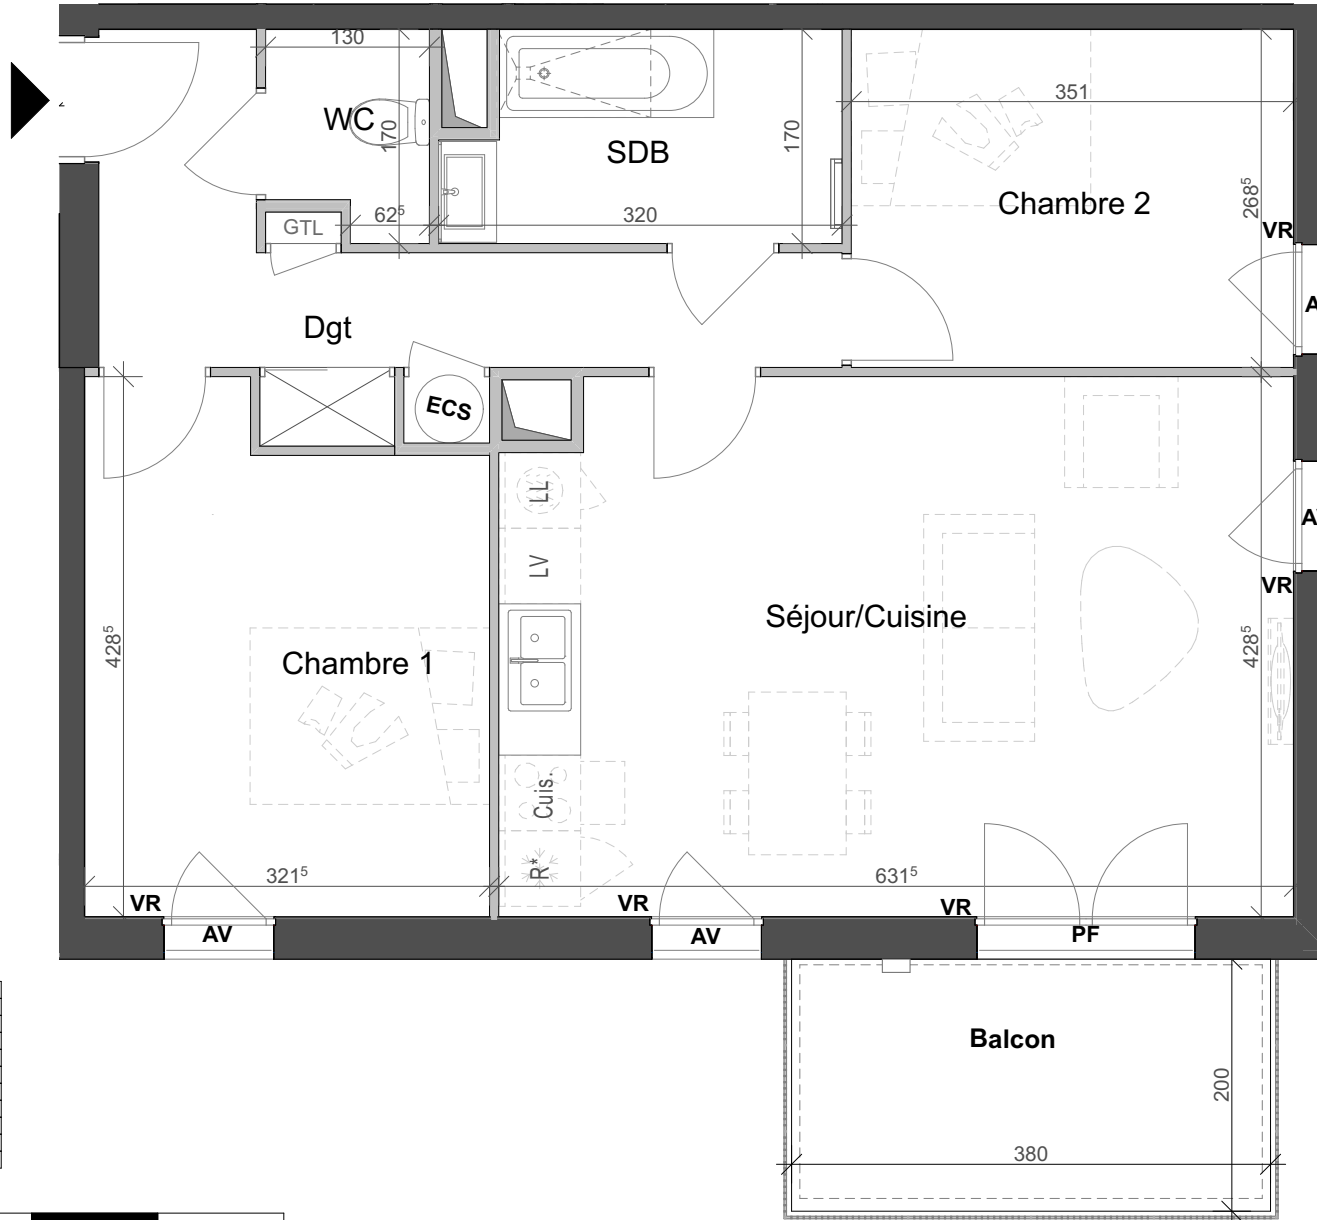 130
WC
170
SDB
170
351
Chambre 2
268⁵
VR
62⁵
320
GTL
Dgt
ECS
LL
LV
Séjour/Cuisine
VR
428⁵
Chambre 1
428⁵
Cuis.
R*
321⁵
631⁵
VR
VR
VR
AV
AV
PF
Balcon
200
380